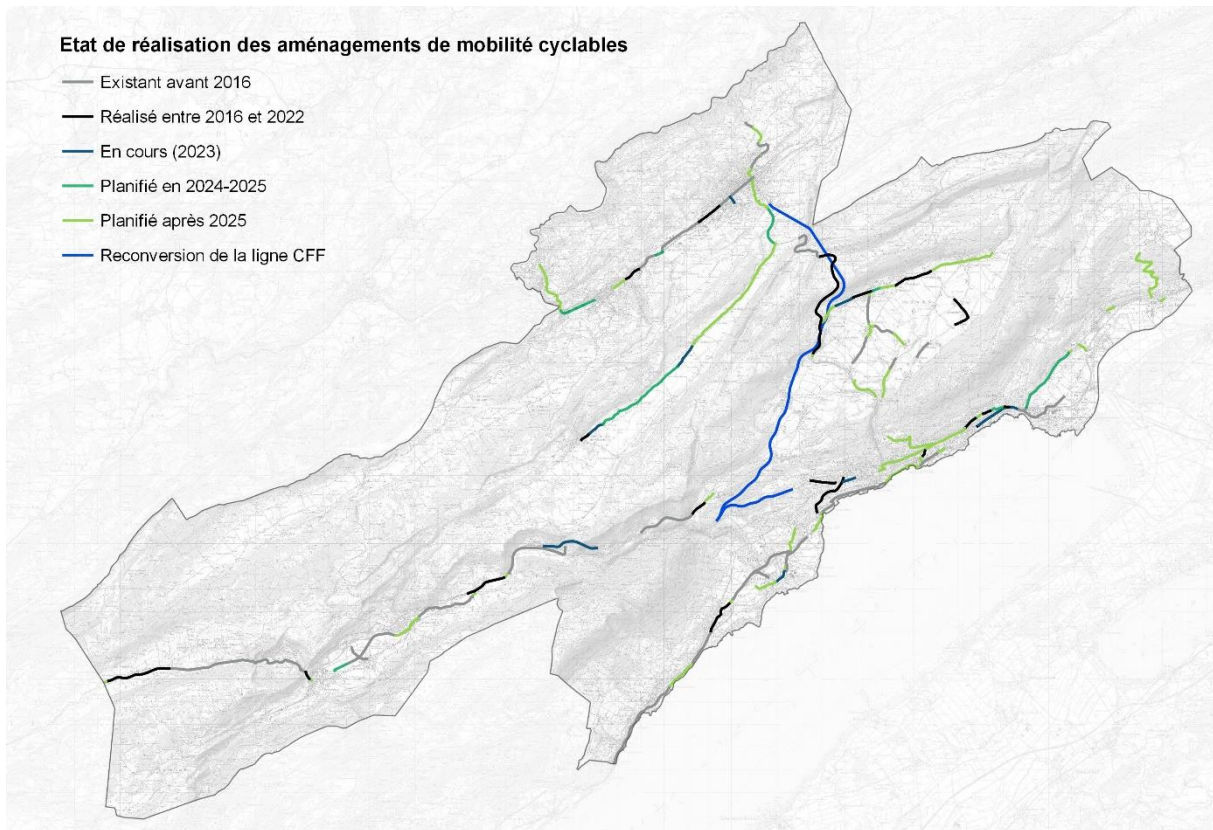 Etat de réalisation des aménagements de mobilité cyclables
Existant avant 2016
Réalisé entre 2016 et 2022
En cours (2023)
Planifié en 2024-2025
Planifié après 2025
Reconversion de la ligne CFF